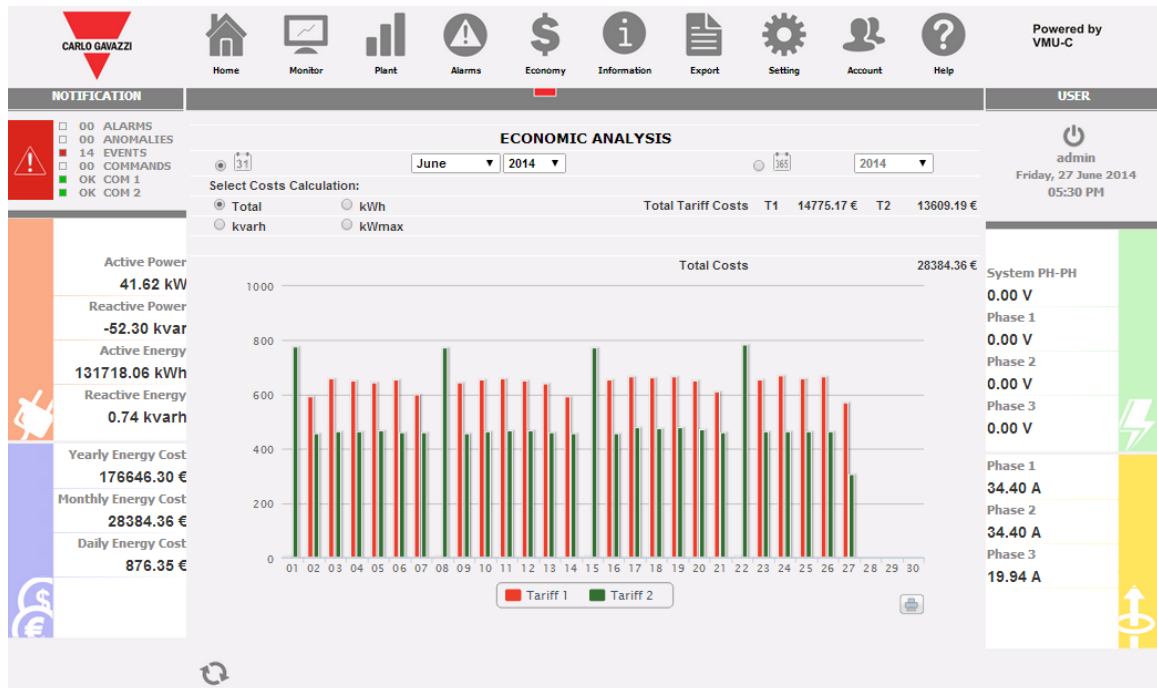 CARLO GAVAZZI
Home Monitor Plant Alarms Economy Information Export Setting Account Help
Powered by
VMU-C
NOTIFICATION
00 ALARMS
00 ANOMALIES
14 EVENTS
00 COMMANDS
OK COM 1
OK COM 2
Active Power
41.62 kW
Reactive Power
-52.30 kvar
Active Energy
131718.06 kWh
Reactive Energy
0.74 kvarh
Yearly Energy Cost
176646.30 €
Monthly Energy Cost
28384.36 €
Daily Energy Cost
876.35 €
ECONOMIC ANALYSIS
31 June 2014 365 2014
Select Costs Calculation:
Total kWh Total Tariff Costs T1 14775.17 € T2 13609.19 €
kvarh kWmax
Total Costs 28384.36 €
1000
800
600
400
200
0
01 02 03 04 05 06 07 08 09 10 11 12 13 14 15 16 17 18 19 20 21 22 23 24 25 26 27 28 29 30
Tariff 1 Tariff 2
USER
admin
Friday, 27 June 2014
05:30 PM
System PH-PH
0.00 V
Phase 1
0.00 V
Phase 2
0.00 V
Phase 3
0.00 V
Phase 1
34.40 A
Phase 2
34.40 A
Phase 3
19.94 A